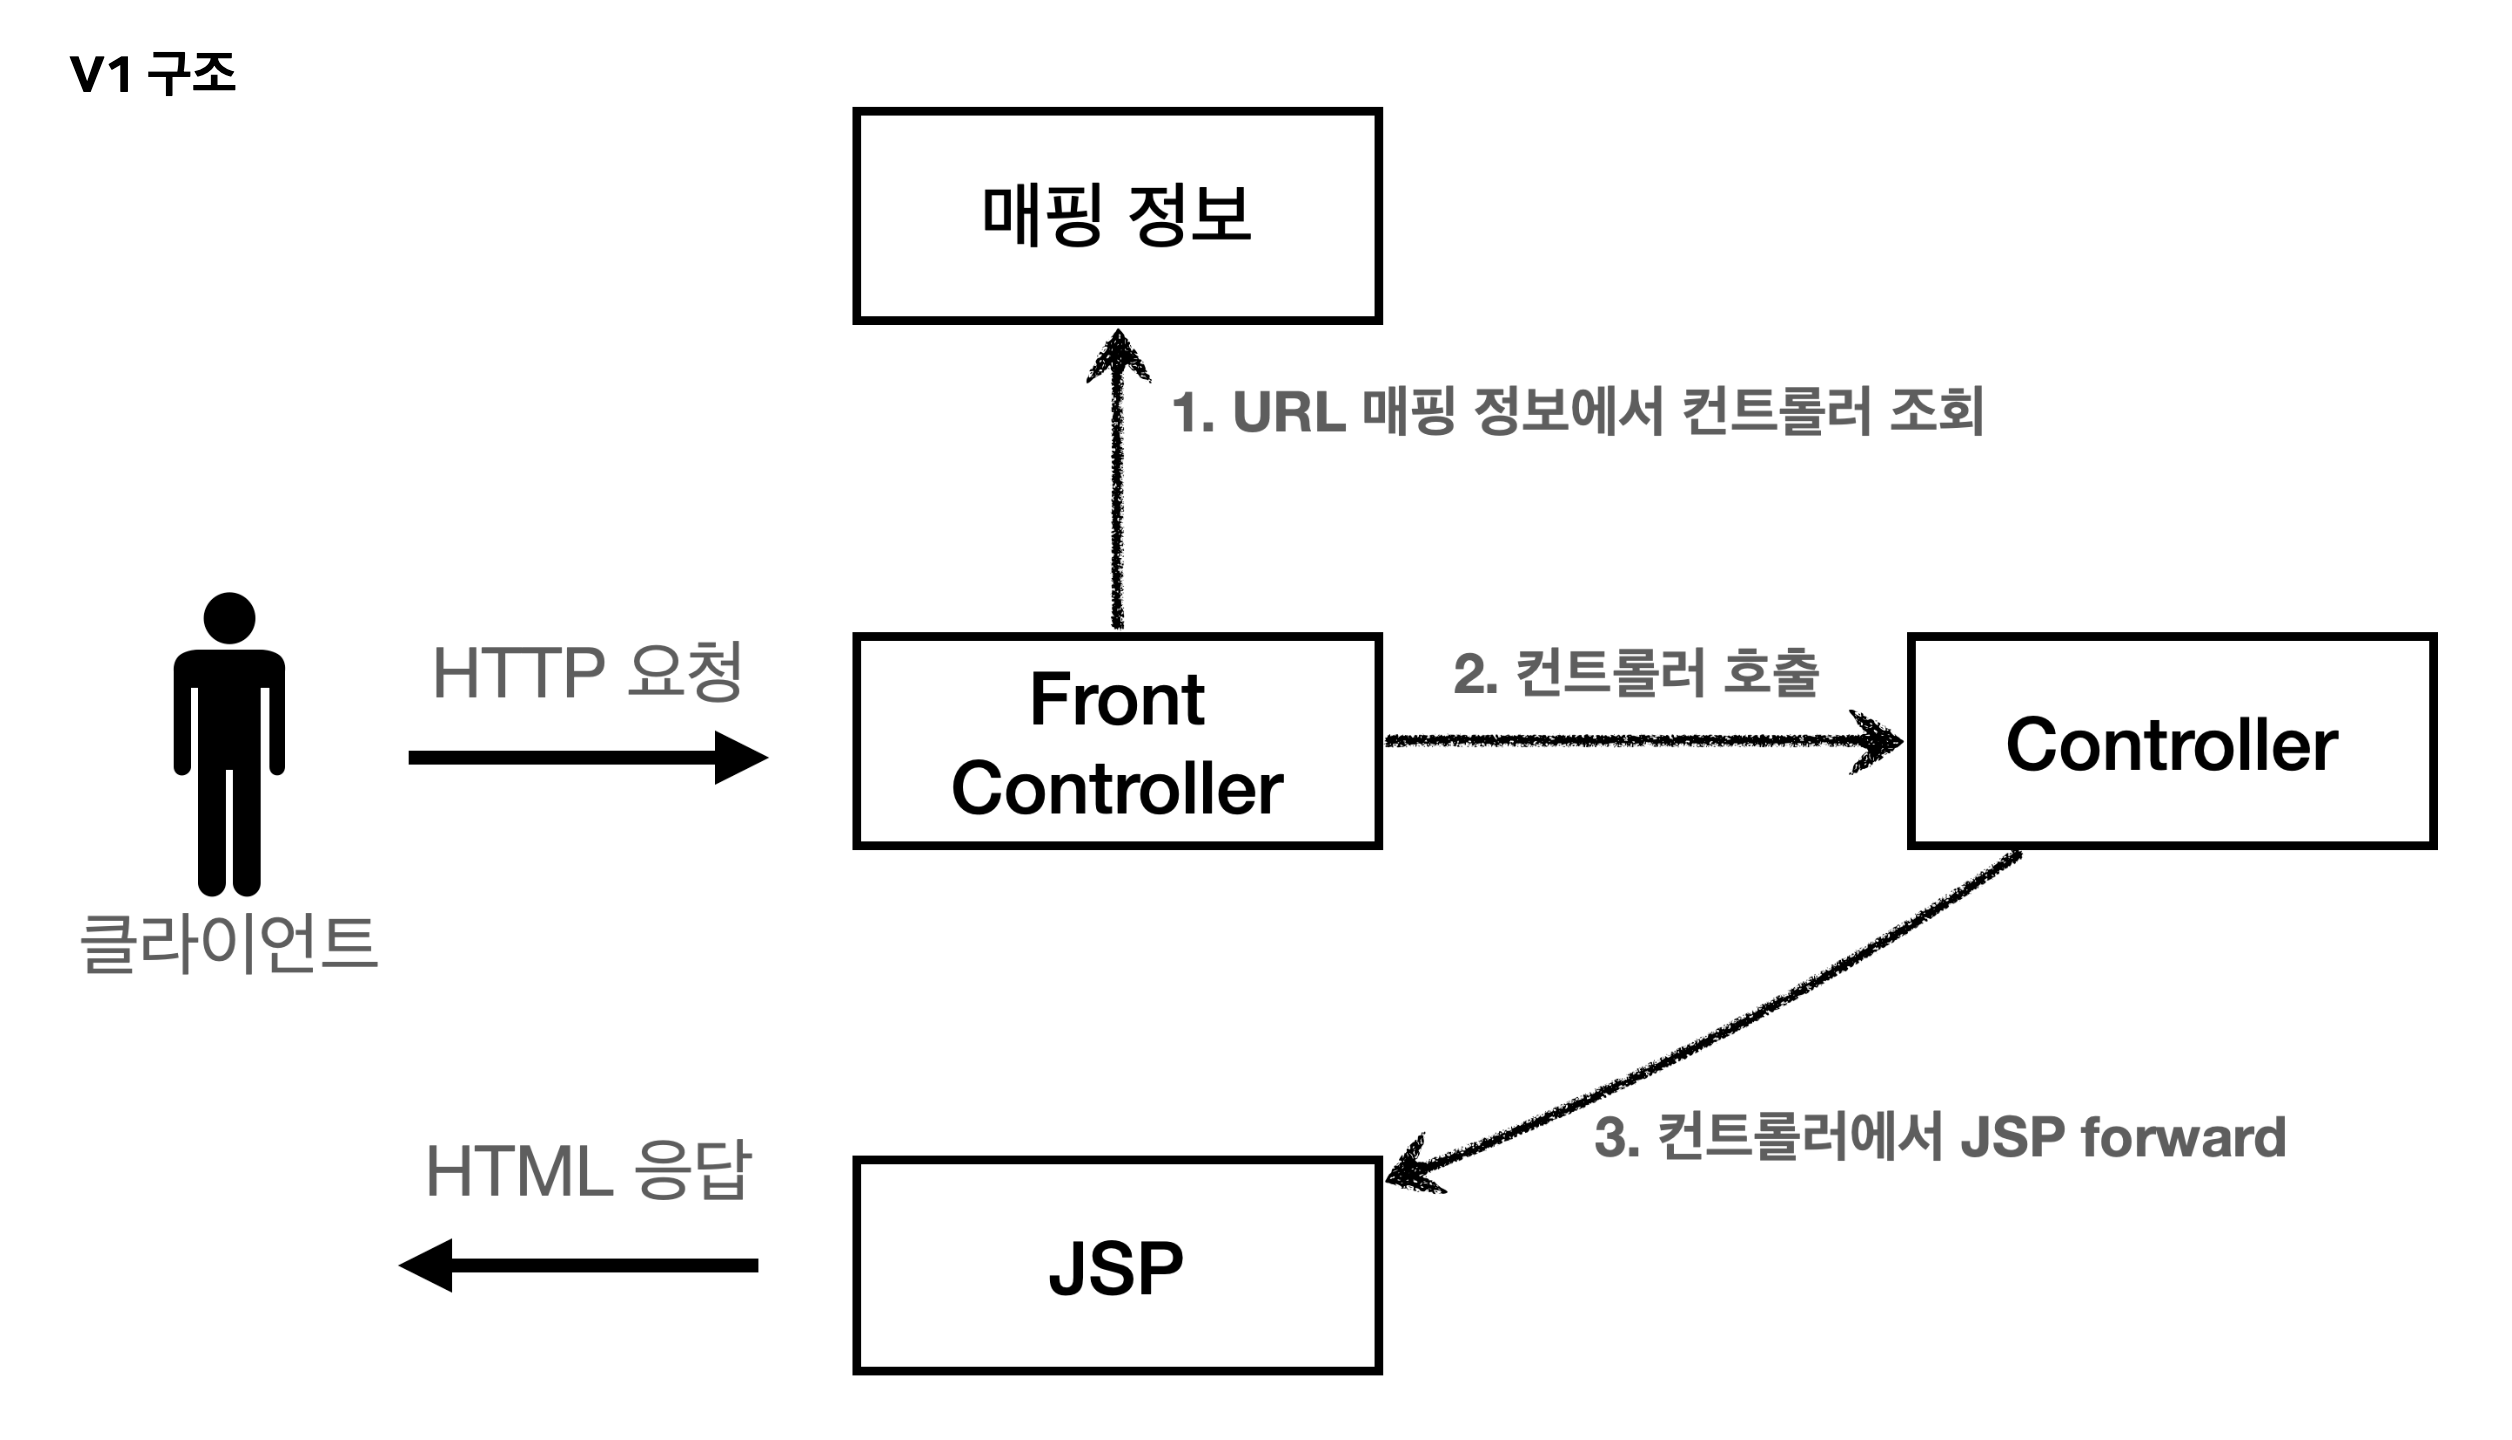 V1 구조
매핑 정보
1. URL 매핑 정보에서 컨트롤러 조회
HTTP 요청
Front
Controller
2. 컨트롤러 호출
Controller
클라이언트
3. 컨트롤러에서 JSP forward
HTML 응답
JSP